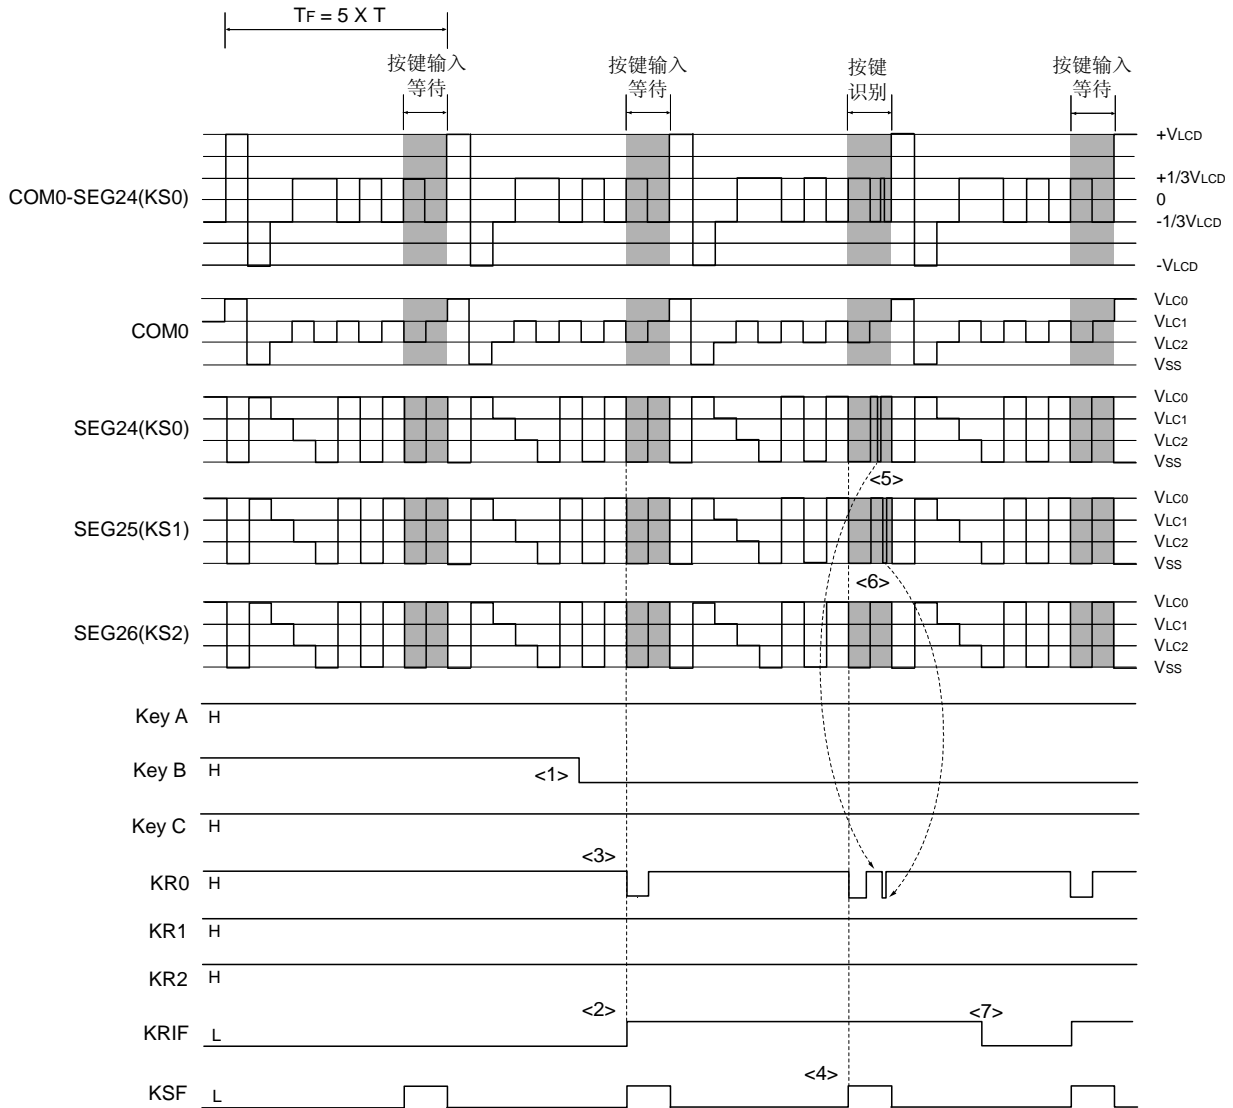 TF = 5 X T
按键输入
等待
按键输入
等待
按键
识别
按键输入
等待
COM0-SEG24(KS0)
+VLCD
+1/3VLCD
0
-1/3VLCD
-VLCD
COM0
VLC0
VLC1
VLC2
VSS
SEG24(KS0)
VLC0
VLC1
VLC2
VSS
<5>
SEG25(KS1)
VLC0
VLC1
VLC2
VSS
<6>
SEG26(KS2)
VLC0
VLC1
VLC2
VSS
Key A H
Key B H <1>
Key C H
<3>
KR0 H
KR1 H
KR2 H
<2> <7>
KRIF L
<4>
KSF L